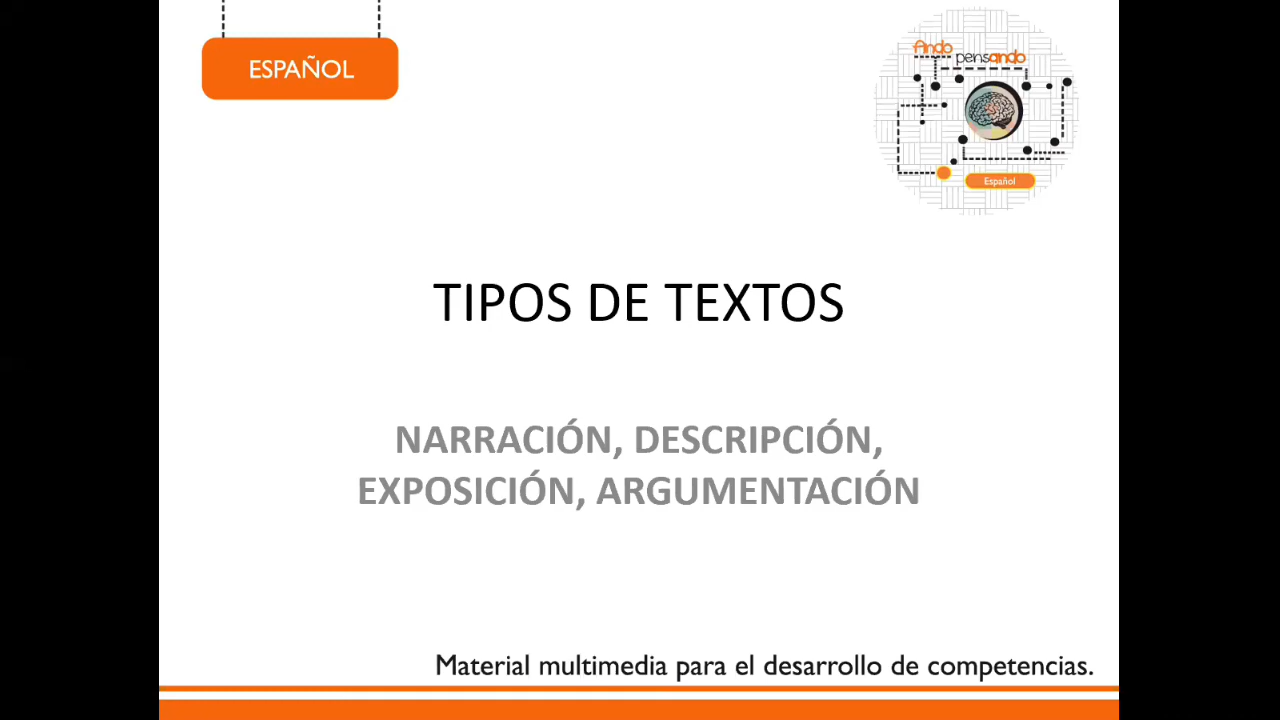 ESPAÑOL
Ando
pensando
Español
TIPOS DE TEXTOS
NARRACIÓN, DESCRIPCIÓN,
EXPOSICIÓN, ARGUMENTACIÓN
Material multimedia para el desarrollo de competencias.